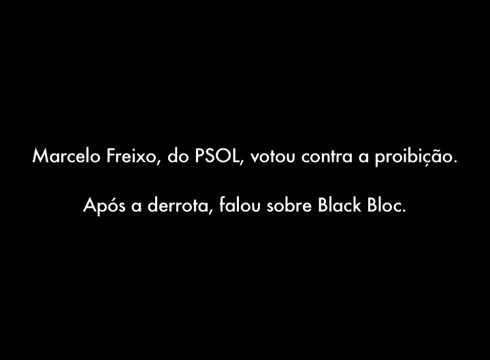 Marcelo Freixo, do PSOL, votou contra a proibição.
Após a derrota, falou sobre Black Bloc.